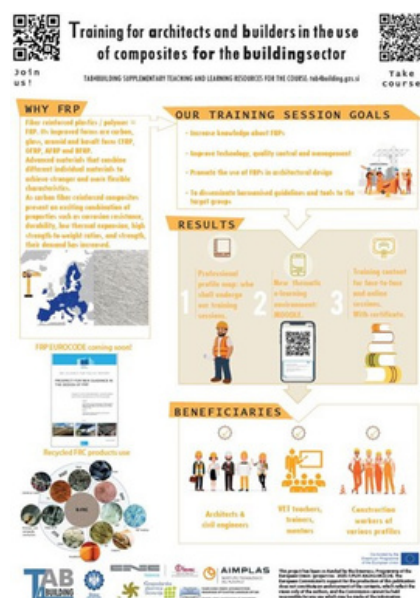 Training for architects and builders in the use
of composites for the building sector
TAB4BUILDING SUPPLEMENTARY TEACHING AND LEARNING RESOURCES FOR THE COURSE: tab4building.gzs.si
Join
us!
Take
course
WHY FRP
Fiber reinforced plastics / polymer =
FRP. Its improved forms are carbon,
glass, aramid and basalt form CFRP,
GFRP, AFRP and BFRP.
Advanced materials that combine
different individual materials to
achieve stronger and more flexible
characteristics.
As carbon fiber reinforced composites
present an exciting combination of
properties such as corrosion resistance,
durability, low thermal expansion, high
strength-to-weight ratios, and strength,
their demand has increased.
FRP EUROCODE coming soon!
Recycled FRC products use
OUR TRAINING SESSION GOALS
- Increase knowledge about FRPs
- Improve technology, quality control and management
- Promote the use of FRPs in architectural design
- To disseminate harmonised guidelines and tools to the
target groups
RESULTS
1
Professional
profile map: who
shall undergo
our training
sessions.
2
New thematic
e-learning
environment:
MOODLE.
3
Training content
for face-to-face
and online
sessions.
With certificate.
BENEFICIARIES
Architects &
civil engineers
VET teachers,
trainers,
mentors
Construction
workers of
various profiles
TAB
Building
AIMPLAS